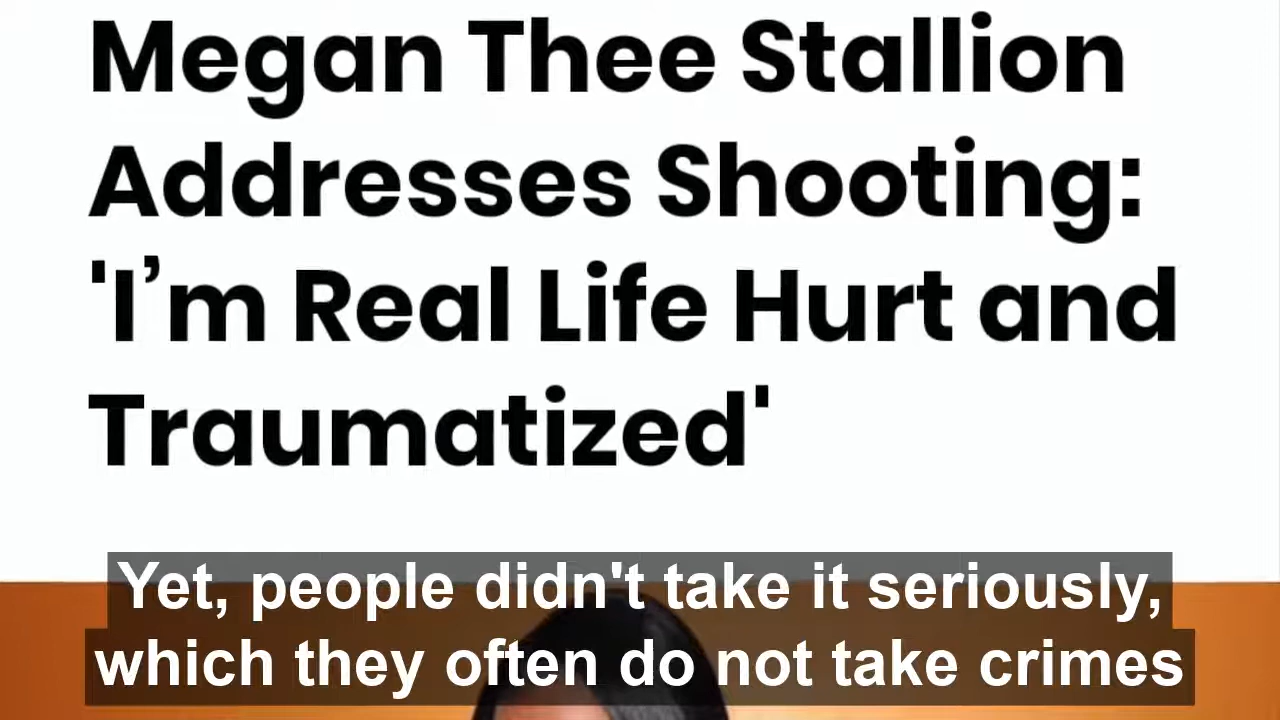 Megan Thee Stallion
Addresses Shooting:
'I’m Real Life Hurt and
Traumatized'
Yet, people didn't take it seriously,
which they often do not take crimes